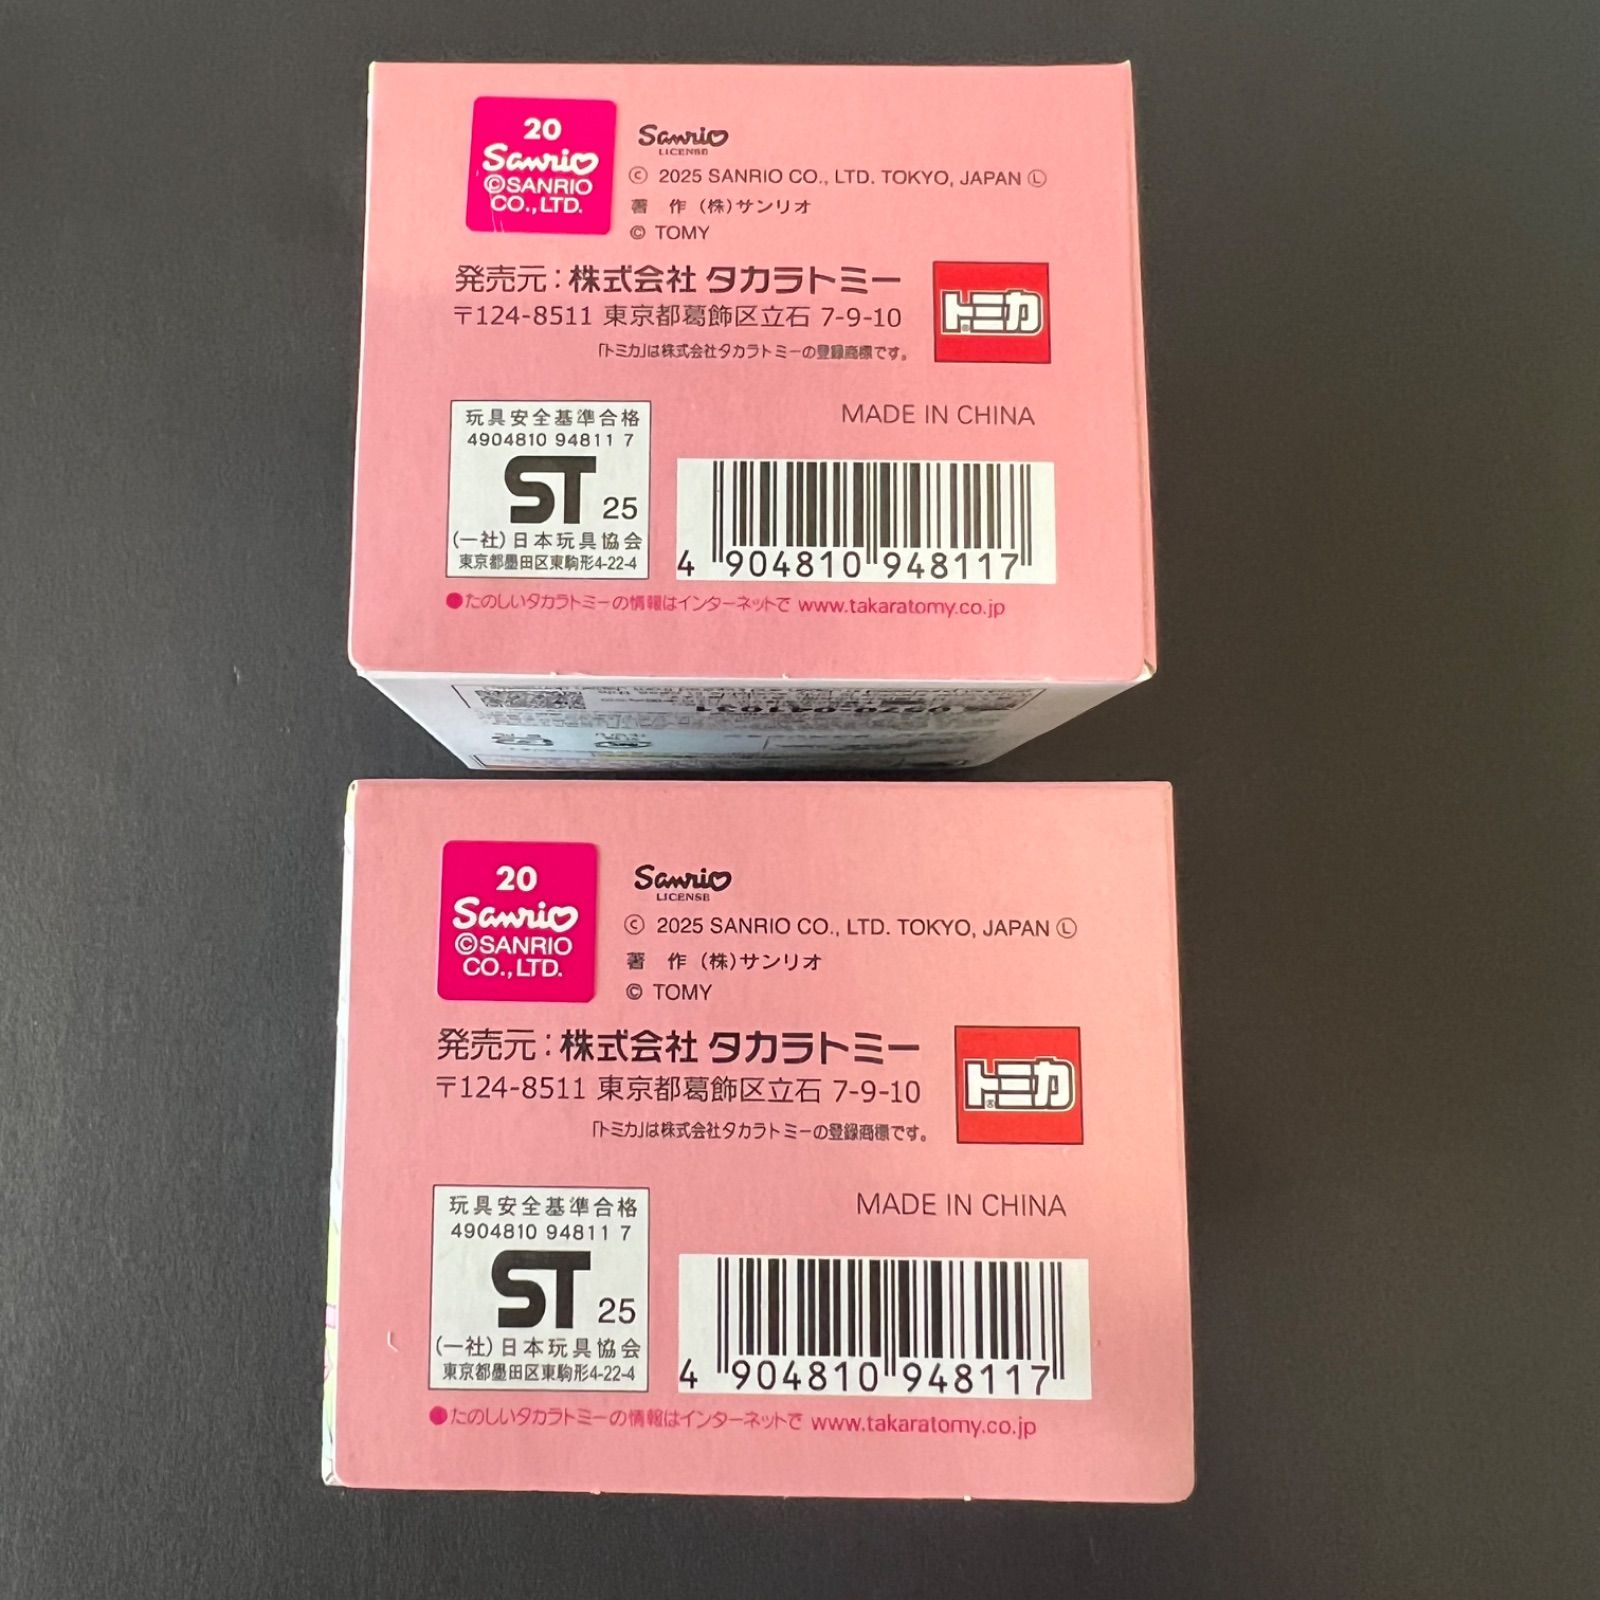 20
Sanrio
©SANRIO
CO.,LTD.
Sanrio
LICENSE
© 2025 SANRIO CO., LTD. TOKYO, JAPAN Ⓛ
著 作 (株)サンリオ
© TOMY
発売元:株式会社 タカラトミー
〒124-8511 東京都葛飾区立石 7-9-10
トミカ®
「トミカ」は株式会社タカラトミーの登録商標です。
MADE IN CHINA
玩具安全基準合格
4904810 94811 7
ST 25
(一社)日本玩具協会
東京都墨田区東駒形4-22-4
4 904810 948117
●たのしいタカラトミーの情報はインターネットで www.takaratomy.co.jp
20
Sanrio
©SANRIO
CO.,LTD.
Sanrio
LICENSE
© 2025 SANRIO CO., LTD. TOKYO, JAPAN Ⓛ
著 作 (株)サンリオ
© TOMY
発売元:株式会社 タカラトミー
〒124-8511 東京都葛飾区立石 7-9-10
トミカ®
「トミカ」は株式会社タカラトミーの登録商標です。
MADE IN CHINA
玩具安全基準合格
4904810 94811 7
ST 25
(一社)日本玩具協会
東京都墨田区東駒形4-22-4
4 904810 948117
●たのしいタカラトミーの情報はインターネットで www.takaratomy.co.jp